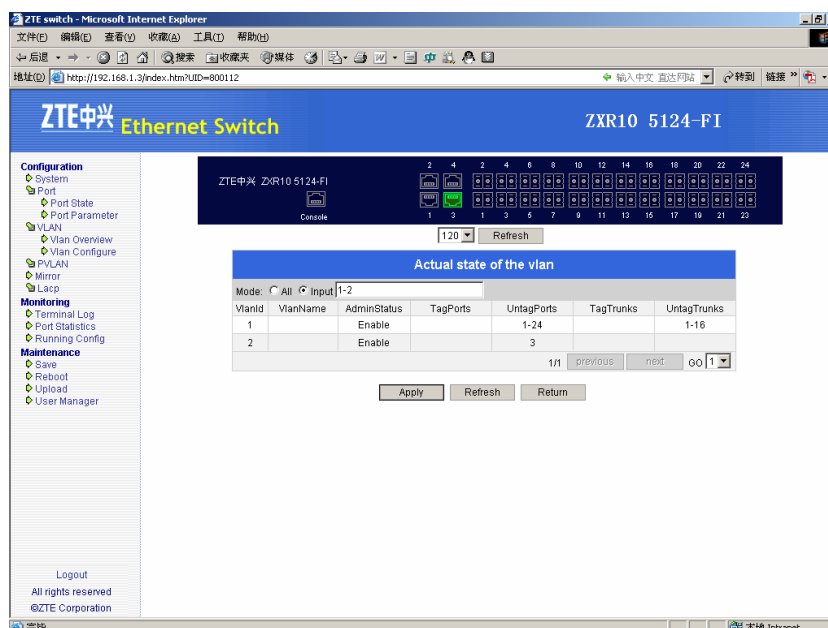 ZTE switch - Microsoft Internet Explorer
文件(F) 编辑(E) 查看(V) 收藏(A) 工具(T) 帮助(H)
后退 搜索 收藏夹 媒体
地址(D) http://192.168.1.3/index.htm?UID=800112 输入中文 直达网站 转到 链接 »
ZTE中兴 Ethernet Switch ZXR10 5124-FI
Configuration
System
Port
Port State
Port Parameter
VLAN
Vlan Overview
Vlan Configure
PVLAN
Mirror
Lacp
Monitoring
Terminal Log
Port Statistics
Running Config
Maintenance
Save
Reboot
Upload
User Manager
Logout
All rights reserved
©ZTE Corporation
2 4 2 4 6 8 10 12 14 16 18 20 22 24
ZTE中兴 ZXR10 5124-FI
Console 1 3 1 3 5 7 9 11 13 15 17 19 21 23
120 Refresh
Actual state of the vlan
Mode: All Input 1-2
VlanId VlanName AdminStatus TagPorts UntagPorts TagTrunks UntagTrunks
1 Enable 1-24 1-16
2 Enable 3
1/1 previous next GO 1
Apply Refresh Return